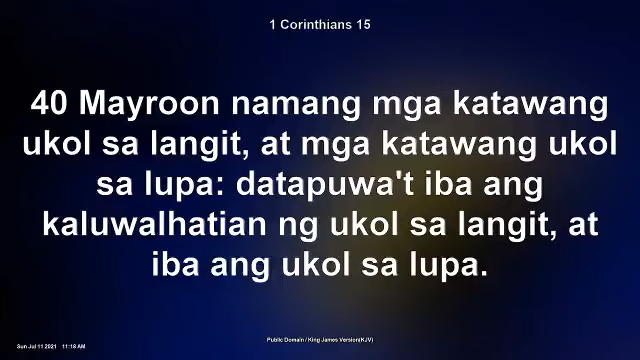 1 Corinthians 15
40 Mayroon namang mga katawang
ukol sa langit, at mga katawang ukol
sa lupa: datapuwa't iba ang
kaluwalhatian ng ukol sa langit, at
iba ang ukol sa lupa.
Public Domain / King James Version(KJV)
Sun Jul 11 2021 11:18 AM